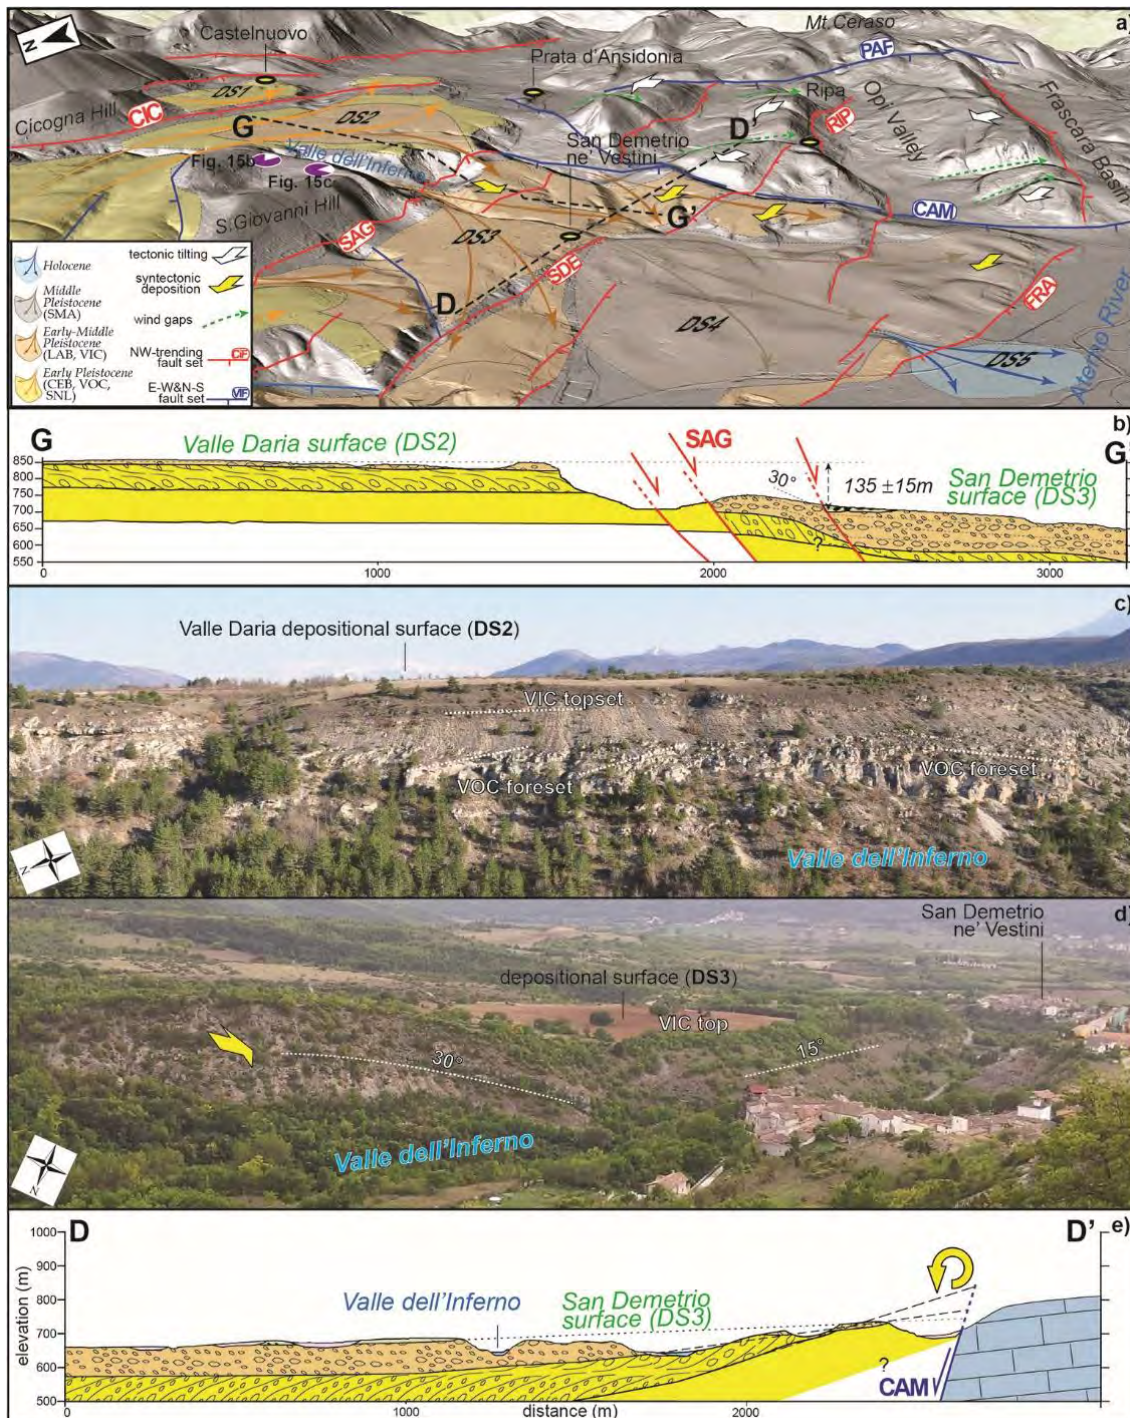 a)
N
Castelnuovo
Mt.Ceraso
PAF
Prata d'Ansidonia
DS1
Cicogna Hill
CIC
DS2
Ripa
Opi Valley
Frascara Basin
G
D'
RIP
San Demetrio
ne' Vestini
Valle dell'Inferno
Fig. 15b
Fig. 15c
S.Giovanni Hill
SAG
G'
CAM
DS3
SDE
D
DS4
FRA
DS5
Aterno River
Holocene
Middle
Pleistocene
(SMA)
Early-Middle
Pleistocene
(LAB, VIC)
Early Pleistocene
(CEB, VOC,
SNL)
tectonic tilting
syntectonic
deposition
wind gaps
NW-trending
fault set
CiF
E-W&N-S
fault set
VIF
b)
G
Valle Daria surface (DS2)
SAG
G'
850
800
750
700
650
600
550
30°
135 ±15m
San Demetrio
surface (DS3)
?
0
1000
2000
3000
c)
Valle Daria depositional surface (DS2)
VIC topset
VOC foreset
VOC foreset
Valle dell'Inferno
N
d)
San Demetrio
ne' Vestini
depositional surface (DS3)
VIC top
30°
15°
Valle dell'Inferno
N
e)
D
D'
1000
900
800
700
600
500
elevation (m)
Valle dell'Inferno
San Demetrio
surface (DS3)
?
CAM
0
1000
distance (m)
2000